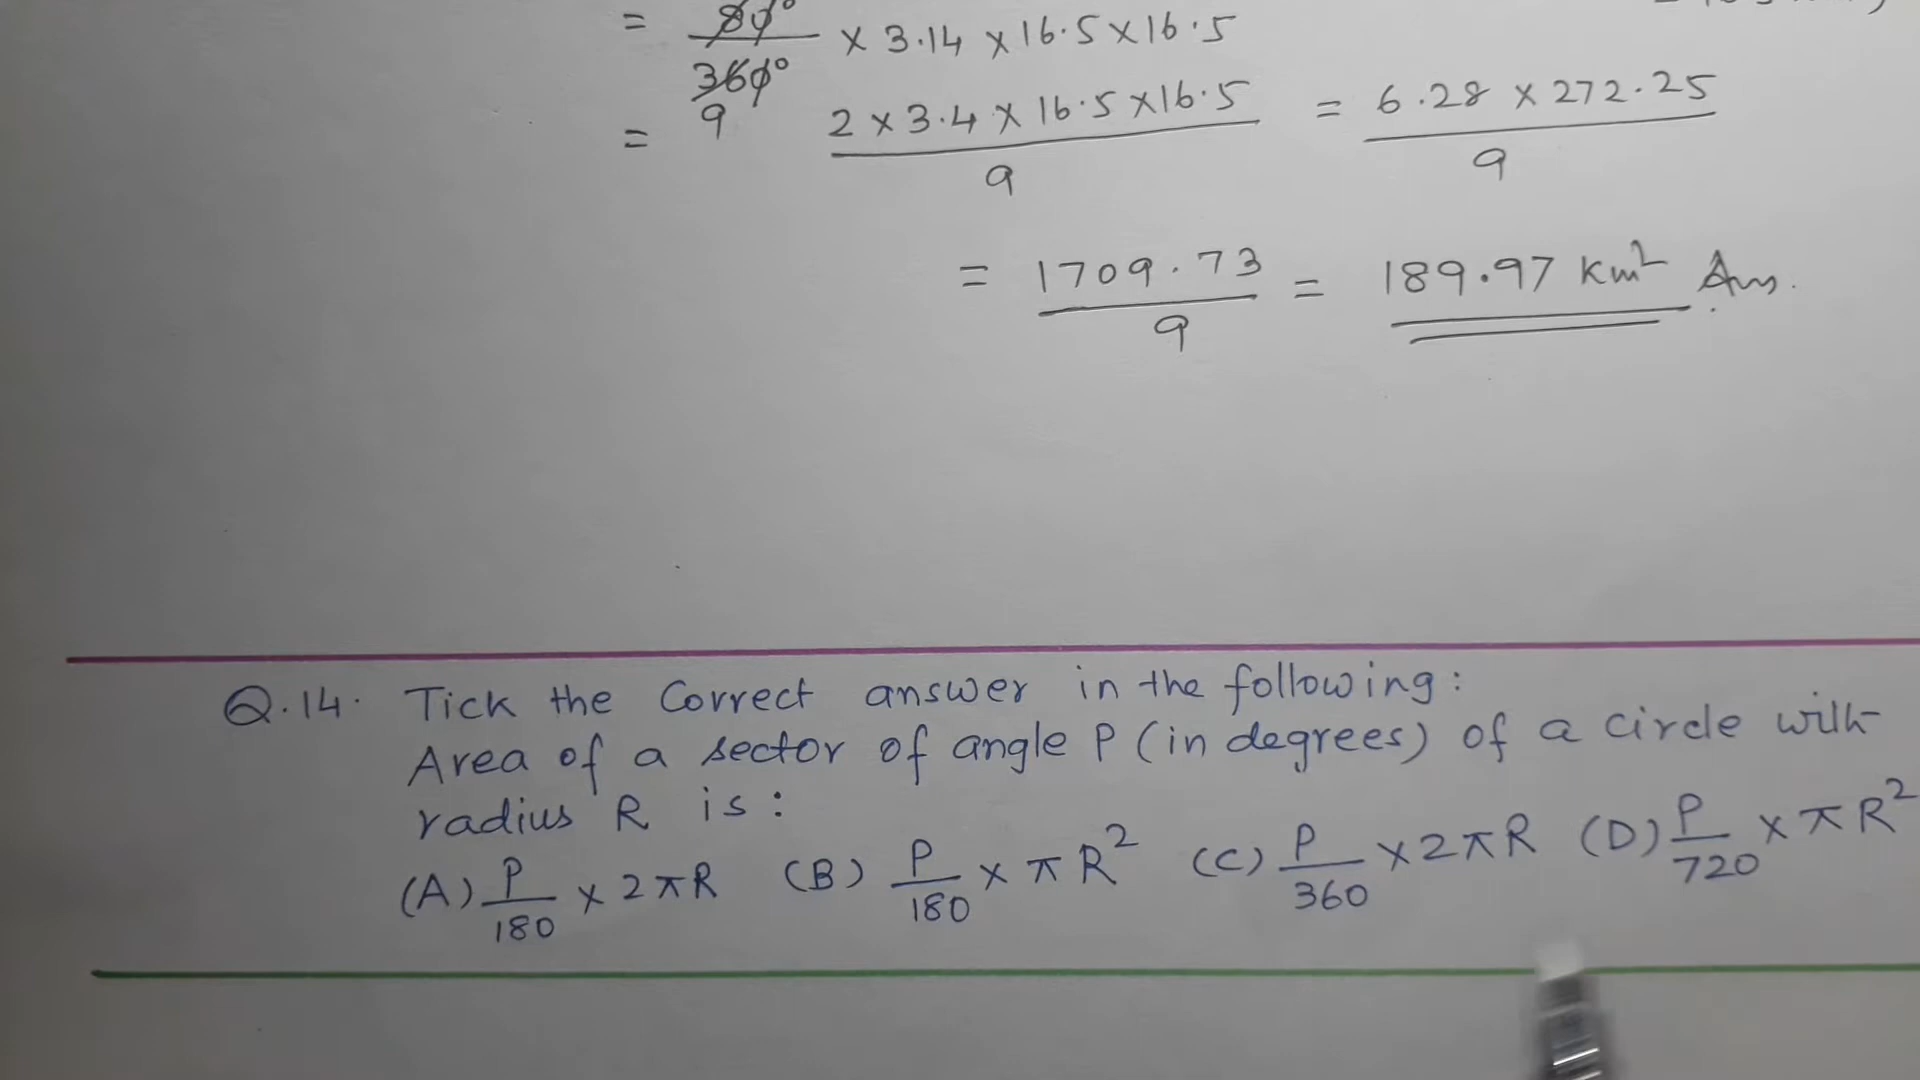 = 80° × 3.14 × 16.5 × 16.5
360°
9
= 2 × 3.4 × 16.5 × 16.5 = 6.28 × 272.25
9 9
= 1709.73 = 189.97 Km² Ans.
9
Q.14. Tick the Correct answer in the following:
Area of a sector of angle P (in degrees) of a circle with
radius R is:
(A) P/180 × 2πR (B) P/180 × πR² (C) P/360 × 2πR (D) P/720 × πR²